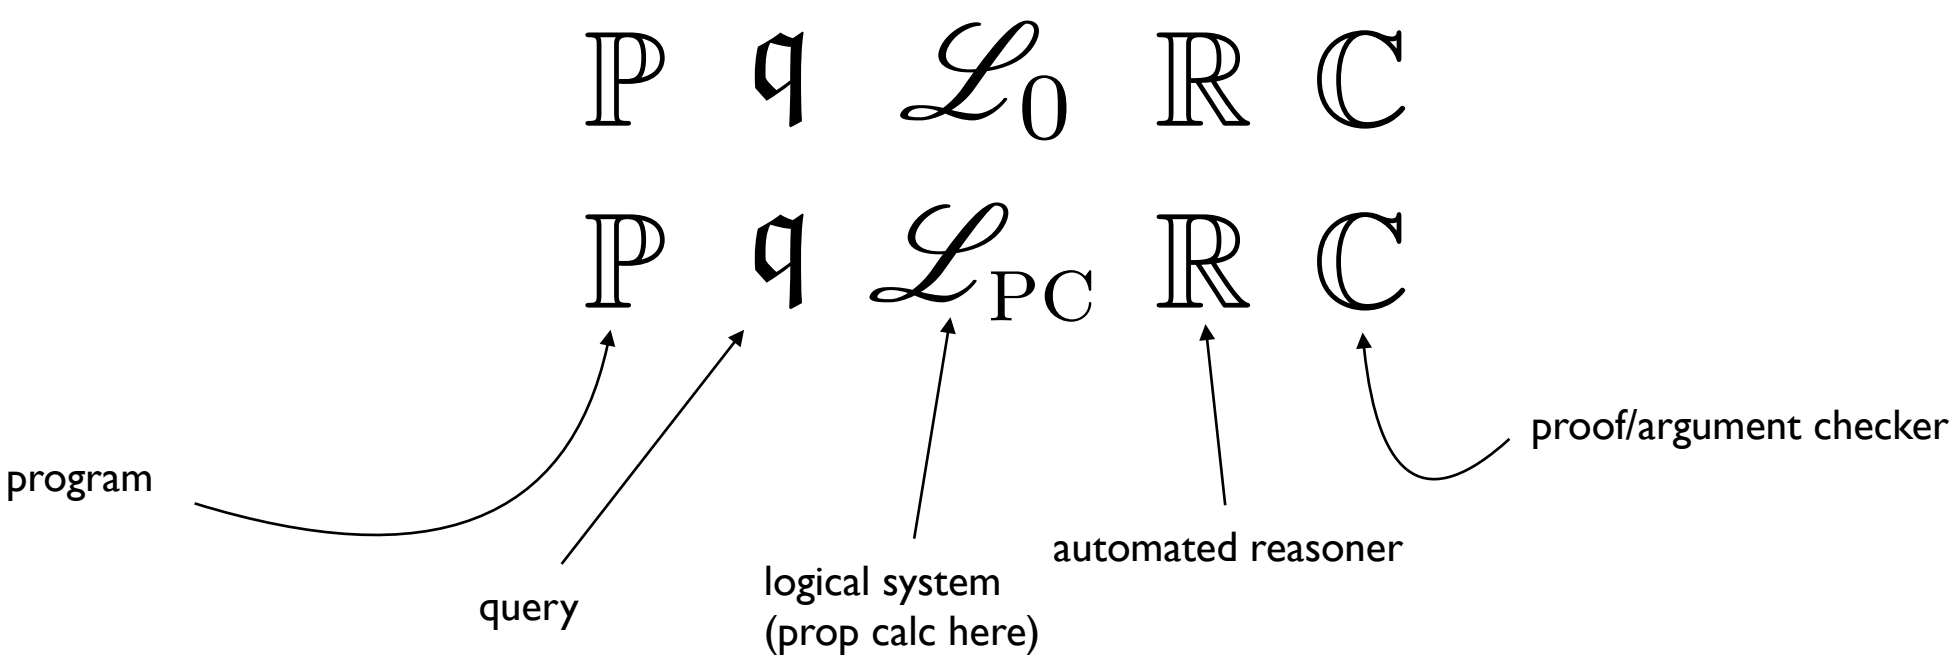 ℙ 𝔮 ℒ₀ ℝ ℂ
ℙ 𝔮 ℒ_PC ℝ ℂ
proof/argument checker
program
automated reasoner
logical system
(prop calc here)
query